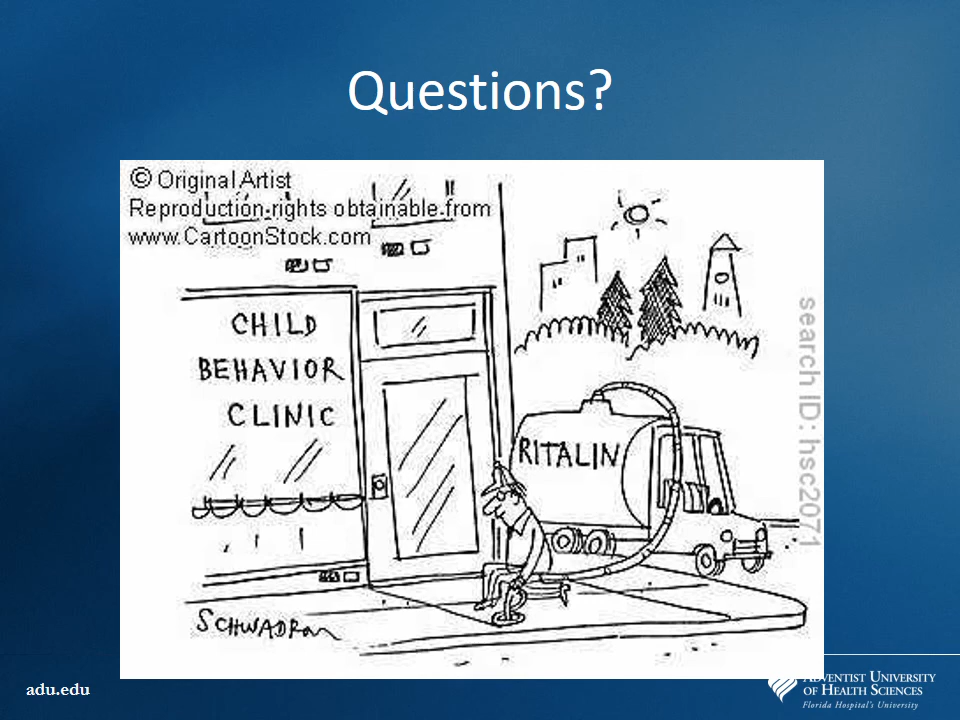 Questions?
© Original Artist
Reproduction rights obtainable from
www.CartoonStock.com
CHILD
BEHAVIOR
CLINIC
RITALIN
search ID: hsc2071
SCHWADRON
adu.edu
ADVENTIST UNIVERSITY
OF HEALTH SCIENCES
Florida Hospital's University